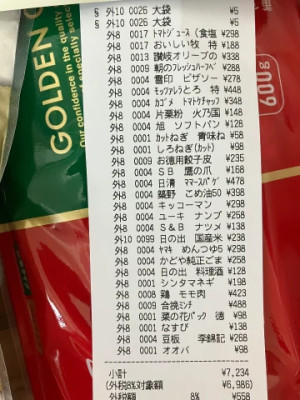 GOLDEN
Our confidence in the quality
especially selec
600g
§ 外10 0026 大袋 ¥5
§ 外10 0026 大袋 ¥5
外8 0017 トマトジュース(食塩 ¥298
外8 0017 おいしい牧 特 ¥188
外8 0013 讃岐オリーブの ¥338
外8 0009 朝のフレッシュハーフベ ¥288
外8 0004 雪印 ピザソー ¥278
外8 0004 モッツァレラとろ 特 ¥448
外8 0004 カゴメ トマトケチャッフ ¥348
外8 0004 片栗粉 火乃国 ¥148
外8 0004 旭 ソフトパン ¥128
外8 0001 カットねぎ 青味ね ¥58
外8 0001 しろねぎ(カット) ¥98
外8 0009 お徳用餃子皮 ¥235
外8 0004 SB 鷹の爪 ¥168
外8 0004 日清 ママースパゲ ¥478
外8 0004 築野 こめ油50 ¥258
外8 0004 キッコーマン ¥298
外8 0004 ユーキ ナンプ ¥258
外8 0004 S&B ナツメ ¥138
外10 0099 日の出 国産米 ¥238
外8 0004 ヤマキ めんつゆ5 ¥298
外8 0004 かどや純正ごま ¥258
外8 0004 日の出 料理酒 ¥128
外8 0001 シンタマネギ ¥198
外8 0008 鶏 モモ肉 ¥423
外8 0009 合挽ミンチ ¥488
外8 0001 菜の花パック 徳 ¥98
外8 0001 なすび ¥138
外8 0004 豆板 李錦記 ¥268
外8 0001 オオバ ¥98
小計 ¥7,234
(外税8%対象額 ¥6,986)
外税額 8% ¥558